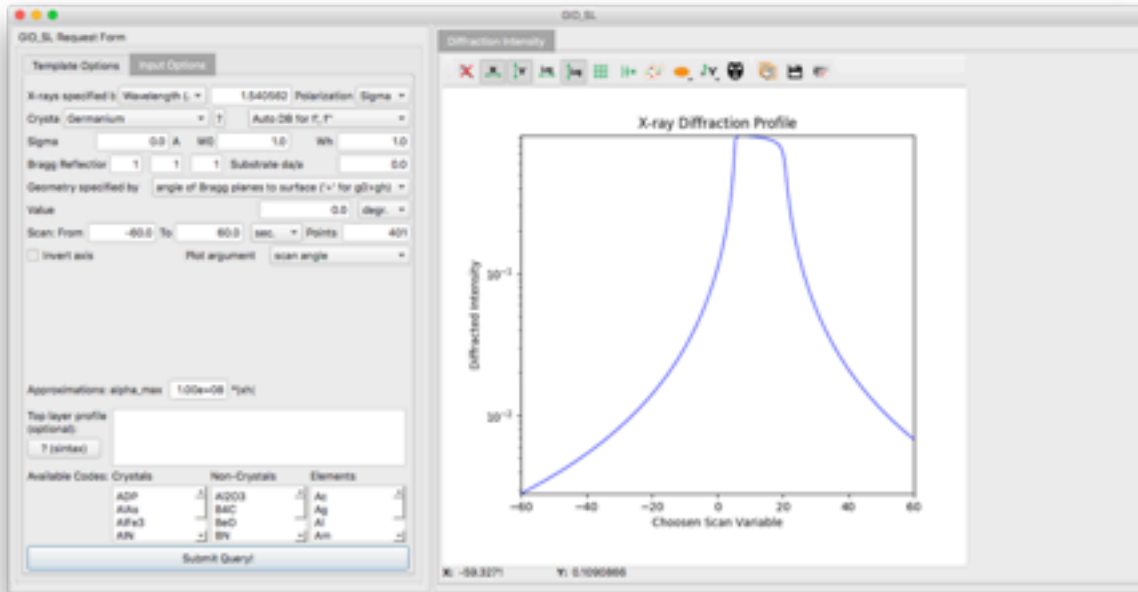 GID_SL
GID_SL Request Form
Template Options Input Options
X-rays specified b Wavelength (. 1.540562 Polarization Sigma
Crysta Germanium ? Auto DB for f', f''
Sigma 0.0 A W0 1.0 Wh 1.0
Bragg Reflection 1 1 1 Substrate da/a 0.0
Geometry specified by angle of Bragg planes to surface ('+' for g0>gh)
Value 0.0 degr.
Scan: From -60.0 To 60.0 sec. Points 401
Invert axis Plot argument scan angle
Approximations: alpha_max 1.00e+08 *|xh|
Top layer profile
(optional):
? (sintax)
Available Codes: Crystals Non-Crystals Elements
ADP Al2O3 Ac
AlAs B4C Ag
AlFe3 BeO Al
AlN BN Am
Submit Query!
Diffraction Intensity
X-ray Diffraction Profile
Diffracted Intensity
10⁻¹
10⁻²
−60 −40 −20 0 20 40 60
Choosen Scan Variable
X: -59.3271 Y: 0.1090866